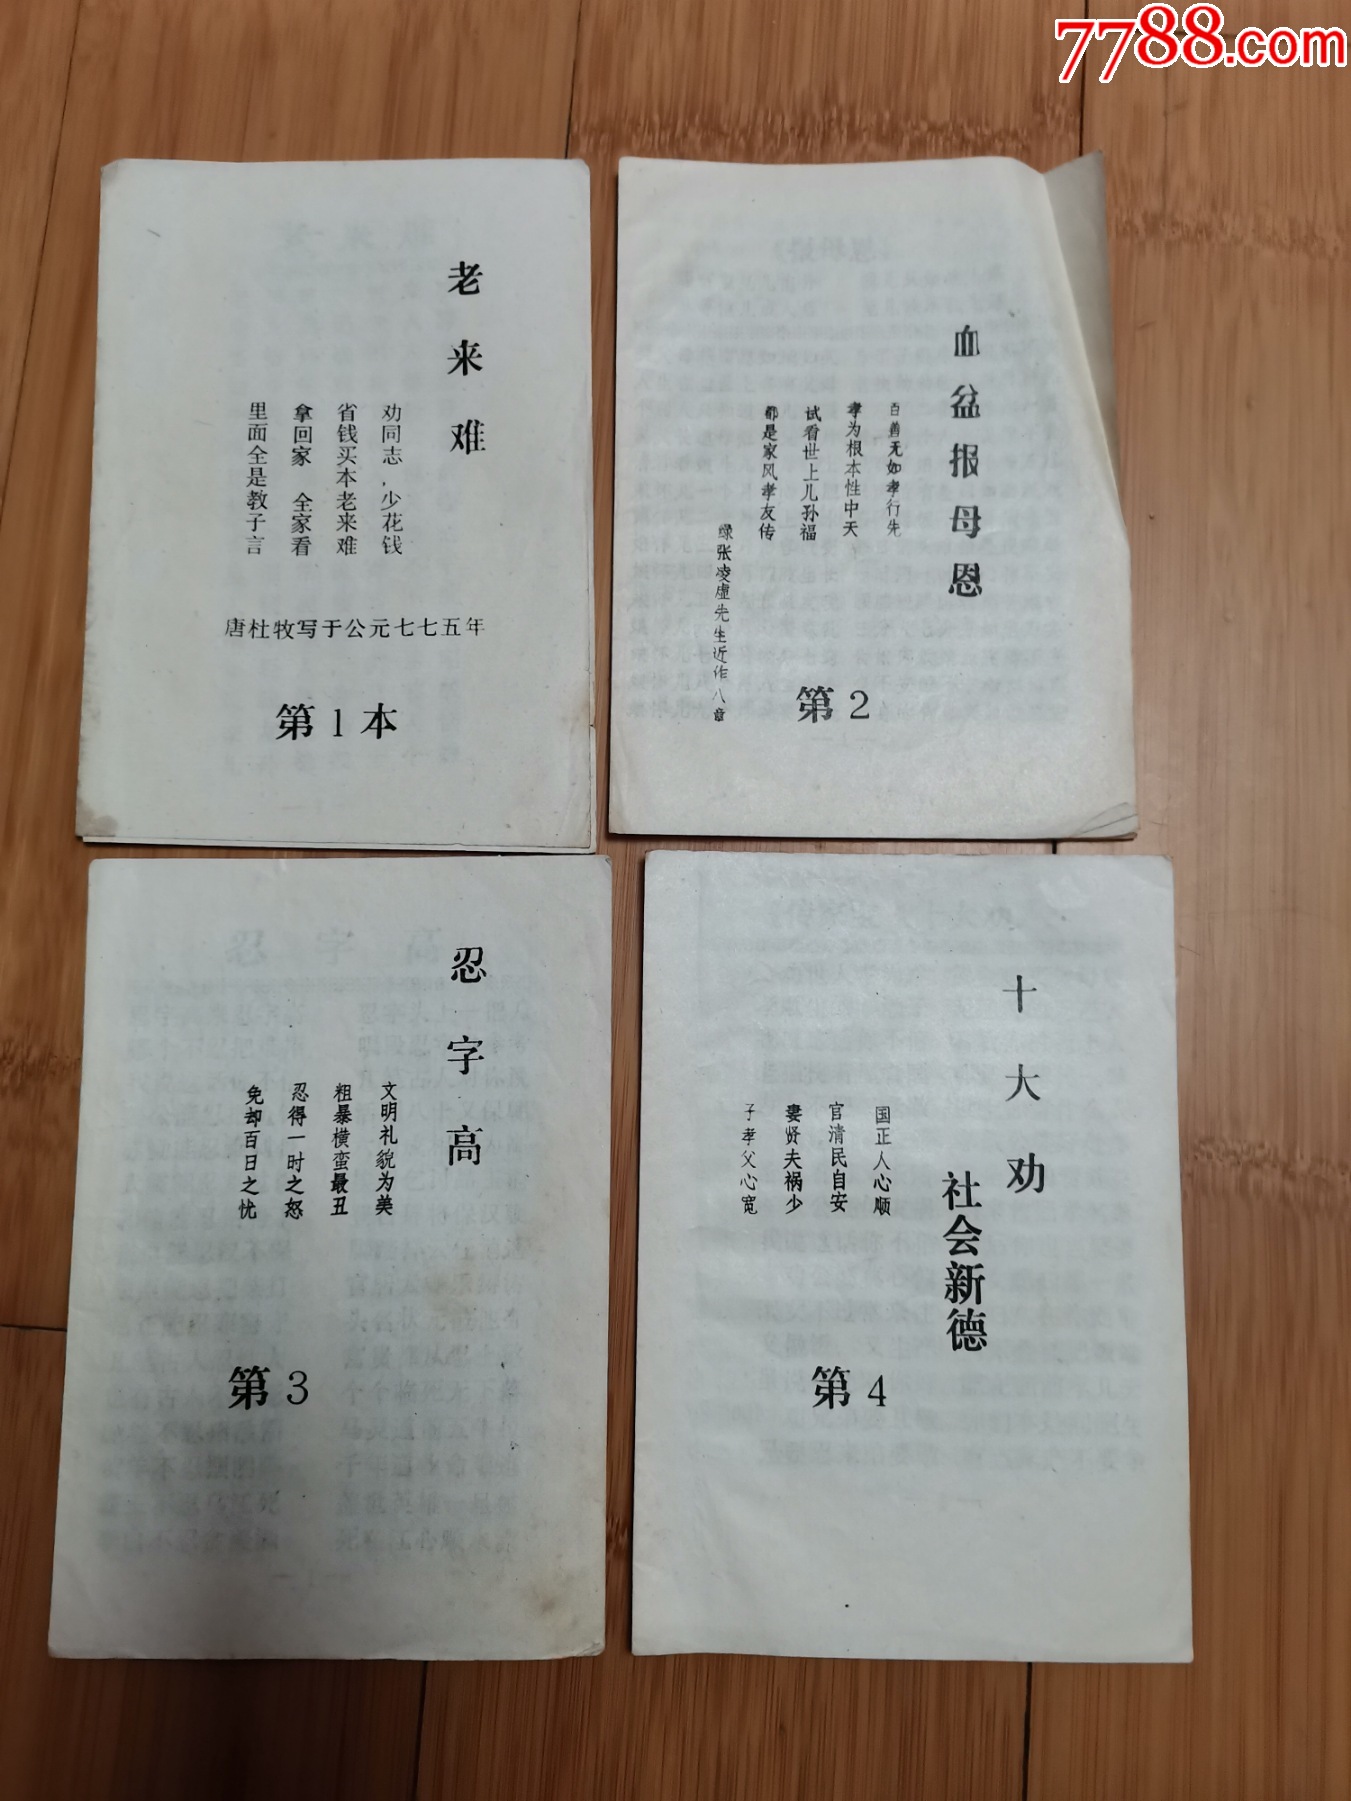 7788.com
老来难
劝同志,少花钱
省钱买本老来难
拿回家 全家看
里面全是教子言
唐杜牧写于公元七七五年
第1本
血盆报母恩
百善无如孝行先
孝为根本性中天
试看世上儿孙福
都是家风孝友传
绿张凌虚先生近作八章
第2
忍字高
文明礼貌为美
粗暴横蛮最丑
忍得一时之怒
免却百日之忧
第3
十大劝
社会新德
国正人心顺
官清民自安
妻贤夫祸少
子孝父心宽
第4